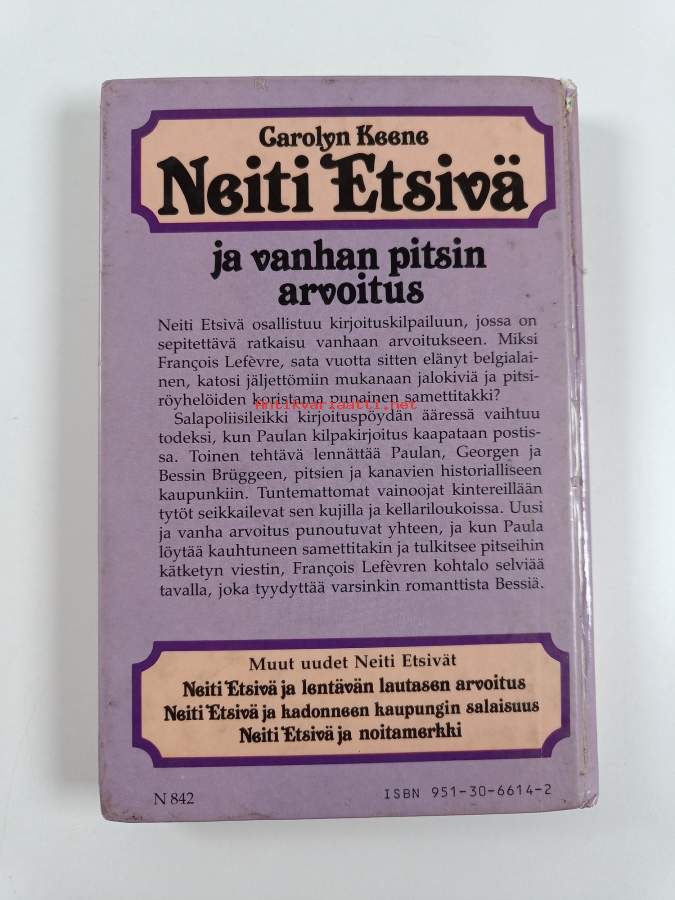 Carolyn Keene
Neiti Etsivä
ja vanhan pitsin
arvoitus
Neiti Etsivä osallistuu kirjoituskilpailuun, jossa on
sepitettävä ratkaisu vanhaan arvoitukseen. Miksi
François Lefèvre, sata vuotta sitten elänyt belgialai-
nen, katosi jäljettömiin mukanaan jalokiviä ja pitsi-
röyhelöiden koristama punainen samettitakki?
Antikvariaatti.net
Salapoliisileikki kirjoituspöydän ääressä vaihtuu
todeksi, kun Paulan kilpakirjoitus kaapataan postis-
sa. Toinen tehtävä lennättää Paulan, Georgen ja
Bessin Brüggeen, pitsien ja kanavien historialliseen
kaupunkiin. Tuntemattomat vainoojat kintereillään
tytöt seikkailevat sen kujilla ja kellariloukoissa. Uusi
ja vanha arvoitus punoutuvat yhteen, ja kun Paula
löytää kauhtuneen samettitakin ja tulkitsee pitseihin
kätketyn viestin, François Lefèvren kohtalo selviää
tavalla, joka tyydyttää varsinkin romanttista Bessiä.
Muut uudet Neiti Etsivät
Neiti Etsivä ja lentävän lautasen arvoitus
Neiti Etsivä ja kadonneen kaupungin salaisuus
Neiti Etsivä ja noitamerkki
N 842
ISBN 951-30-6614-2